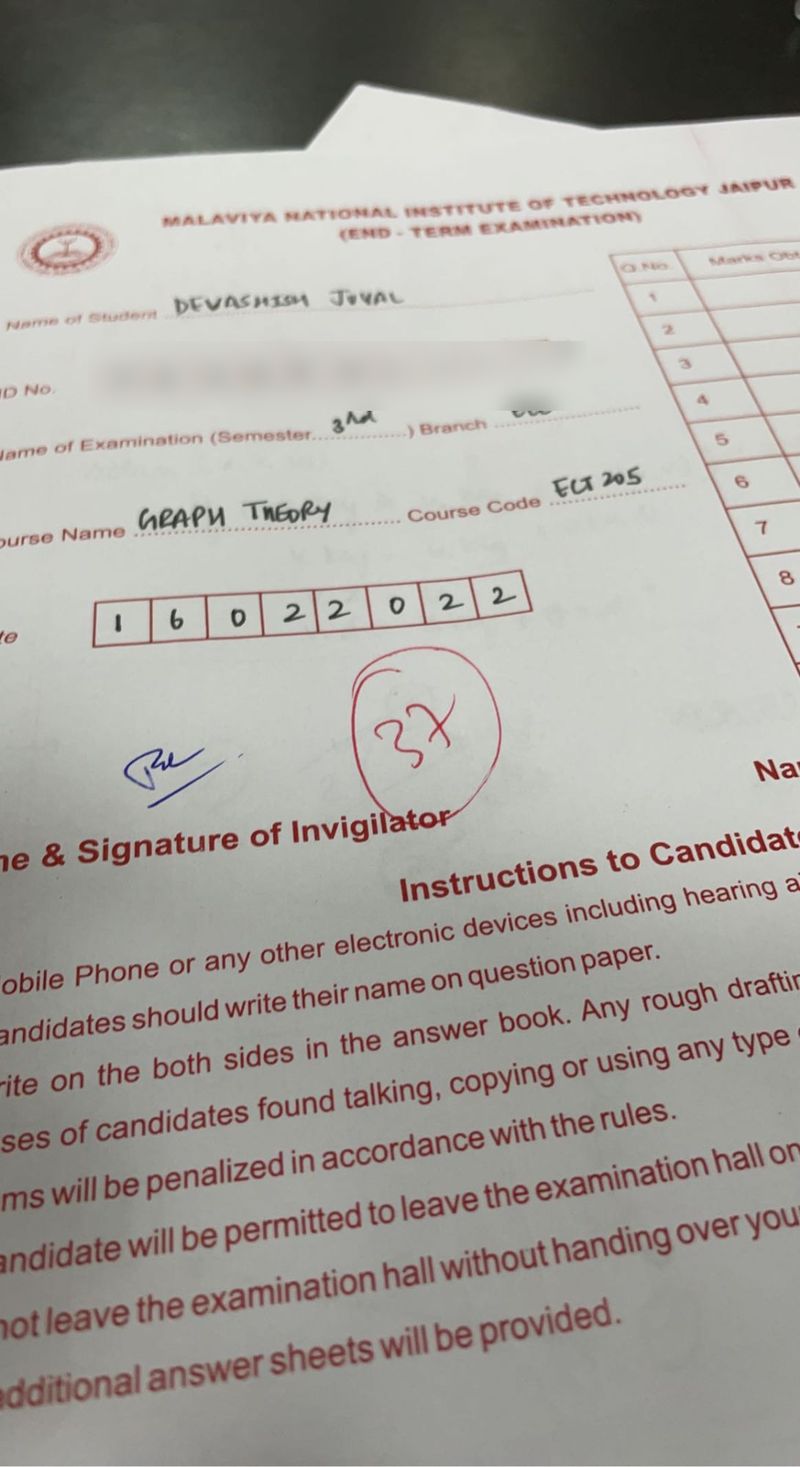 MALAVIYA NATIONAL INSTITUTE OF TECHNOLOGY JAIPUR
(END - TERM EXAMINATION)
Name of Student DEVASHISH JUYAL
ID No.
Name of Examination (Semester 3rd ) Branch
Course Name GRAPH THEORY Course Code ECT 205
1 6 0 2 2 0 2 2
Q.No. Marks Obt
1
2
3
4
5
6
7
8
& Signature of Invigilator
Instructions to Candidat
obile Phone or any other electronic devices including hearing a
andidates should write their name on question paper.
rite on the both sides in the answer book. Any rough draftin
ses of candidates found talking, copying or using any type
ms will be penalized in accordance with the rules.
andidate will be permitted to leave the examination hall on
not leave the examination hall without handing over you
additional answer sheets will be provided.